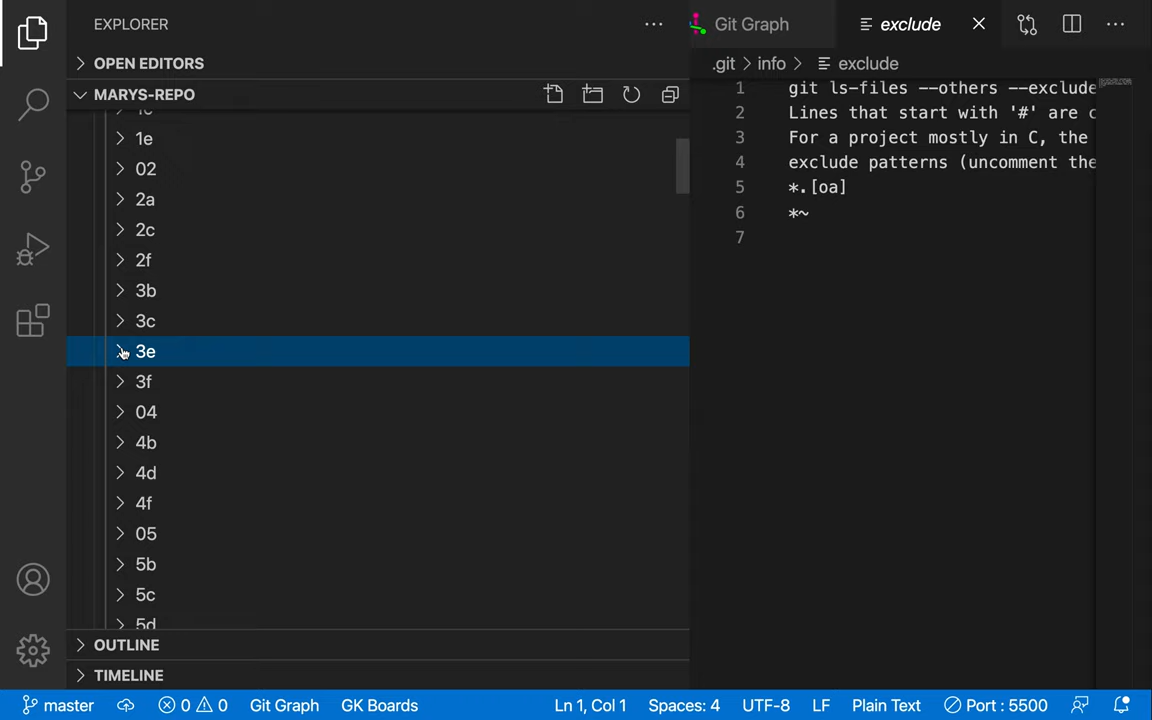 EXPLORER
Git Graph
exclude
OPEN EDITORS
.git
info
exclude
MARYS-REPO
1e
02
2a
2c
2f
3b
3c
3e
3f
04
4b
4d
4f
05
5b
5c
5d
1 git ls-files --others --exclude
2 Lines that start with '#' are c
3 For a project mostly in C, the
4 exclude patterns (uncomment the
5 *.[oa]
6 *~
7
OUTLINE
TIMELINE
master
0
0
Git Graph
GK Boards
Ln 1, Col 1
Spaces: 4
UTF-8
LF
Plain Text
Port : 5500